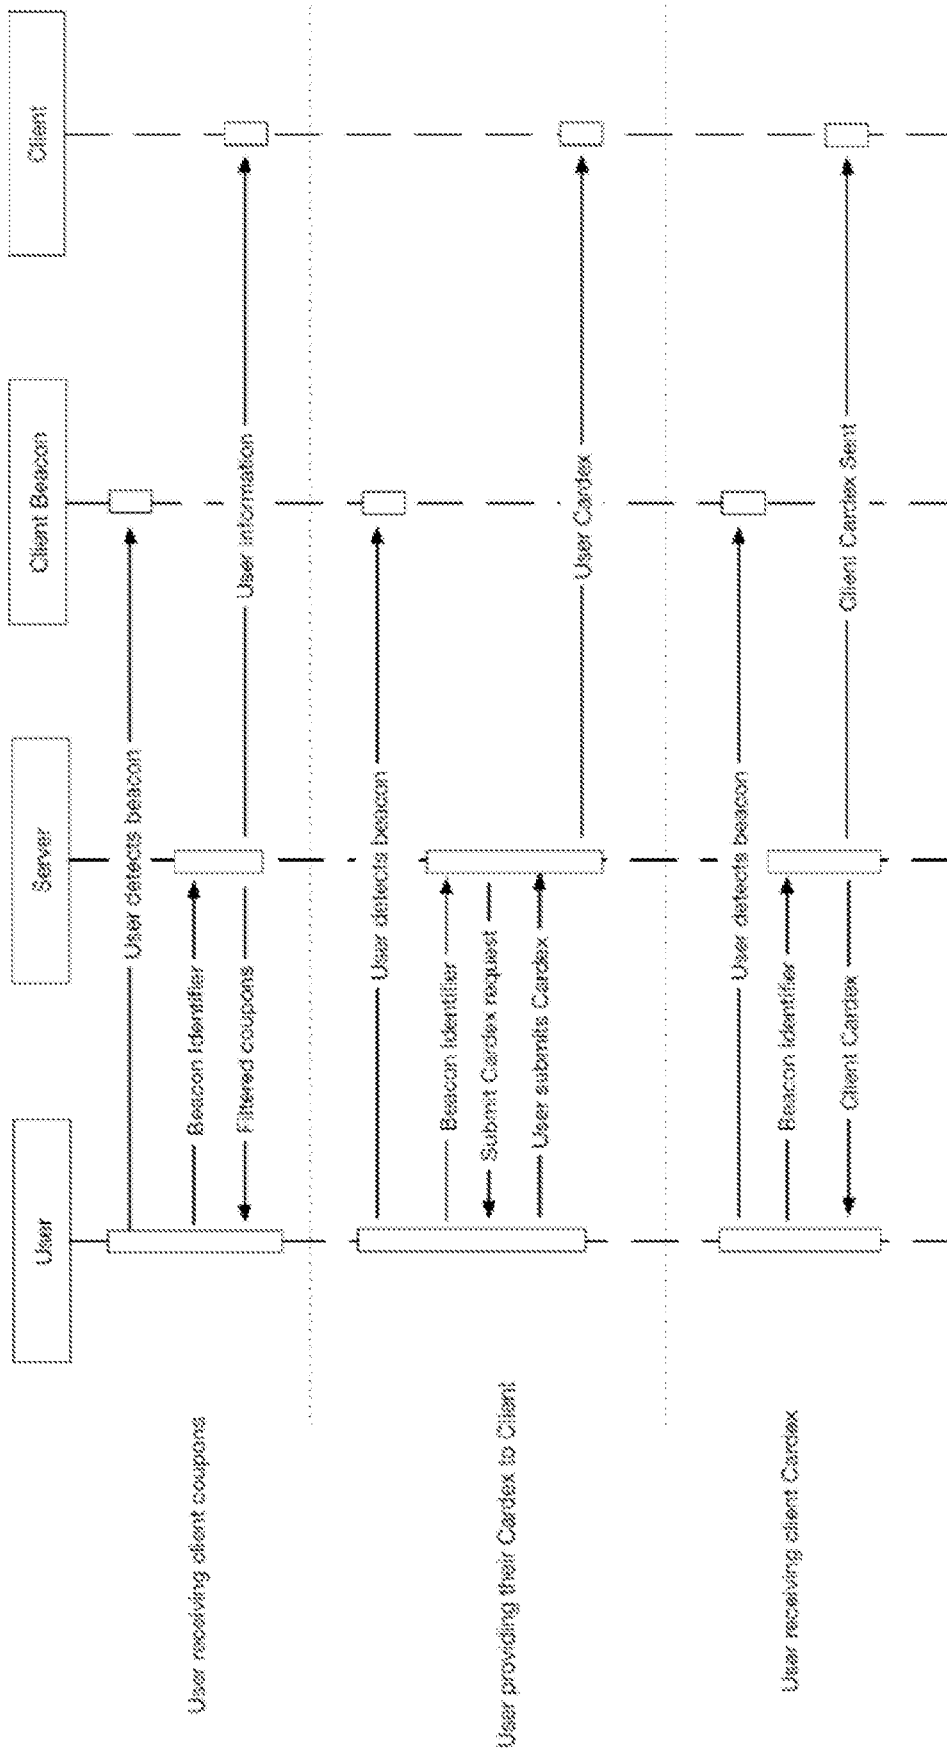 User
Server
Client Beacon
Client
User receiving client coupons
User detects beacon
Beacon Identifier
Filtered coupons
User information
User providing their Cardex to Client
User detects beacon
Beacon Identifier
Submit Cardex request
User submits Cardex
User Cardex
User receiving client Cardex
User detects beacon
Beacon Identifier
Client Cardex
Client Cardex Sent